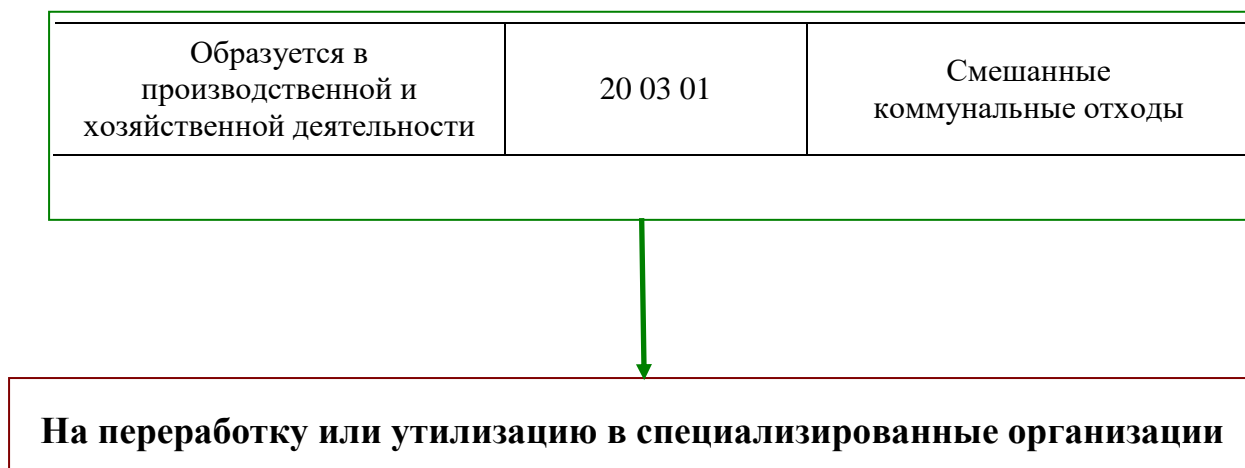 Образуется в
производственной и
хозяйственной деятельности
20 03 01
Смешанные
коммунальные отходы
На переработку или утилизацию в специализированные организации